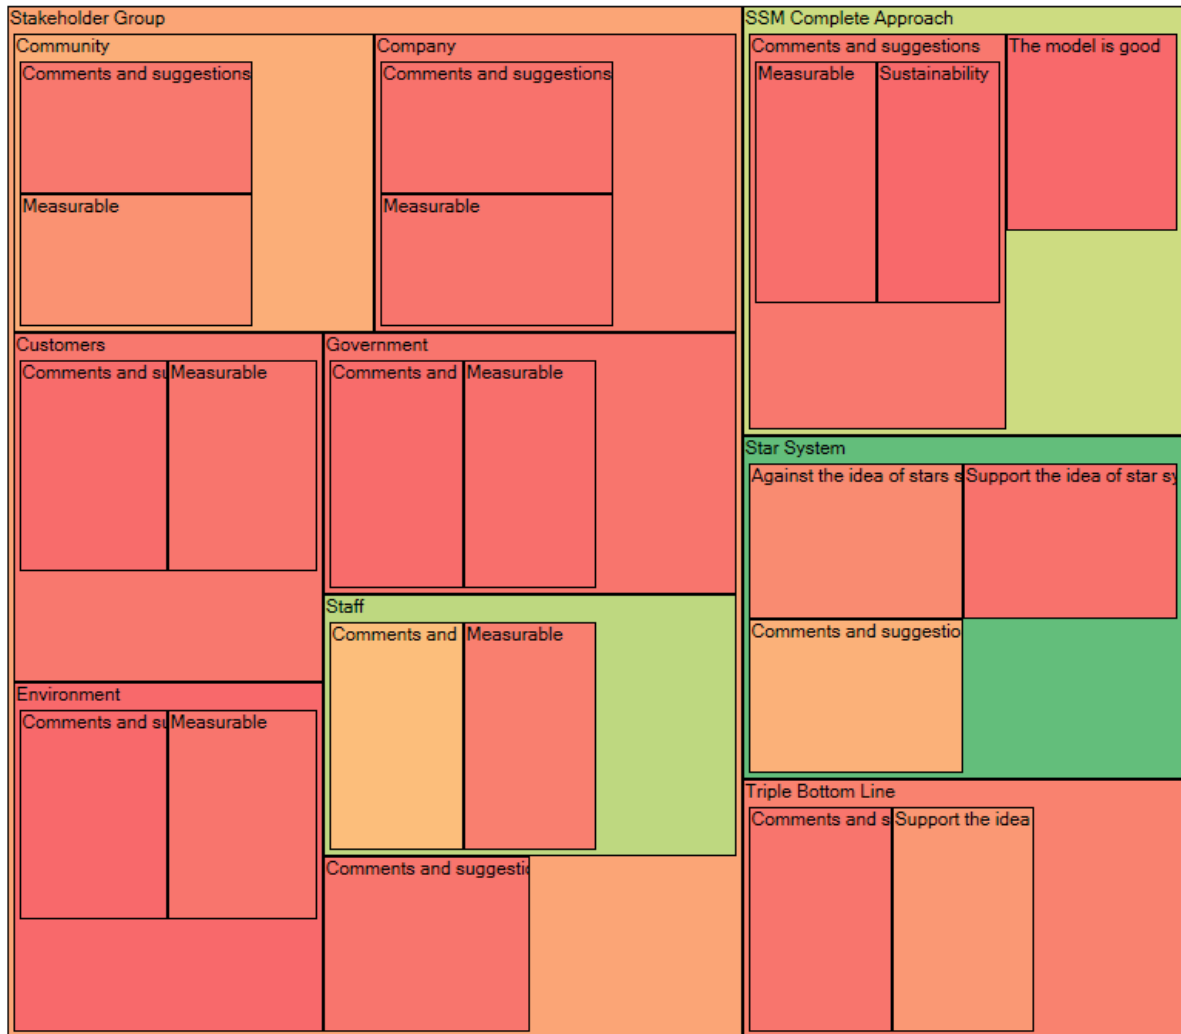 Stakeholder Group
Community
Comments and suggestions
Measurable
Company
Comments and suggestions
Measurable
Customers
Comments and su
Measurable
Government
Comments and
Measurable
Staff
Comments and
Measurable
Environment
Comments and su
Measurable
Comments and suggestio
SSM Complete Approach
Comments and suggestions
Measurable
Sustainability
The model is good
Star System
Against the idea of stars s
Support the idea of star sy
Comments and suggestio
Triple Bottom Line
Comments and s
Support the idea